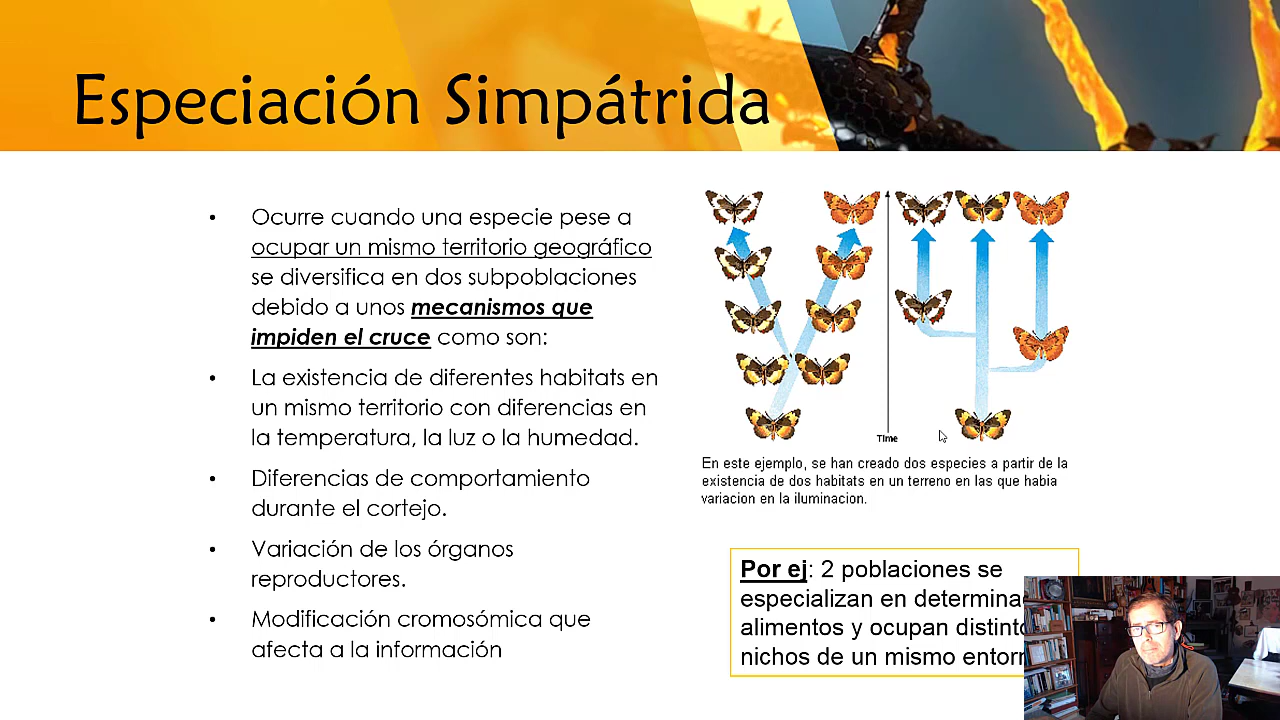 Especiación Simpátrida
• Ocurre cuando una especie pese a
ocupar un mismo territorio geográfico
se diversifica en dos subpoblaciones
debido a unos mecanismos que
impiden el cruce como son:
• La existencia de diferentes habitats en
un mismo territorio con diferencias en
la temperatura, la luz o la humedad.
• Diferencias de comportamiento
durante el cortejo.
• Variación de los órganos
reproductores.
• Modificación cromosómica que
afecta a la información
Time
En este ejemplo, se han creado dos especies a partir de la
existencia de dos habitats en un terreno en las que habia
variacion en la iluminacion.
Por ej: 2 poblaciones se
especializan en
alimentos y ocupan
nichos de un mismo